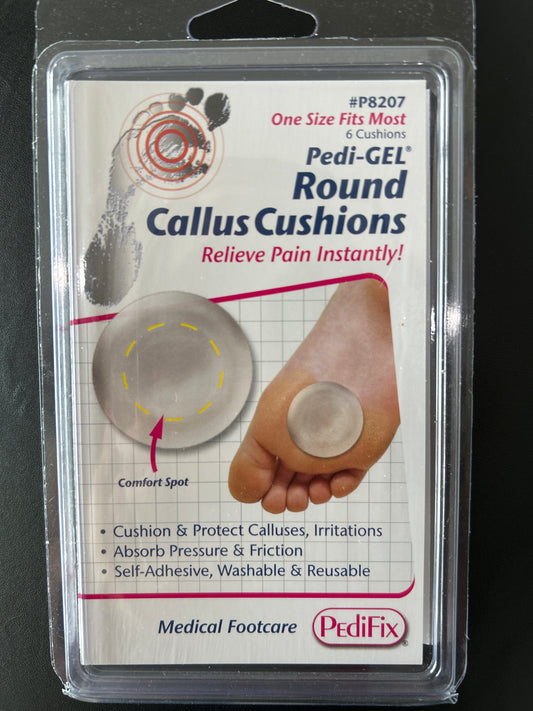 #P8207
One Size Fits Most
6 Cushions
Pedi-GEL®
Round
Callus Cushions
Relieve Pain Instantly!
Comfort Spot
• Cushion & Protect Calluses, Irritations
• Absorb Pressure & Friction
• Self-Adhesive, Washable & Reusable
Medical Footcare
PEDIFIX®